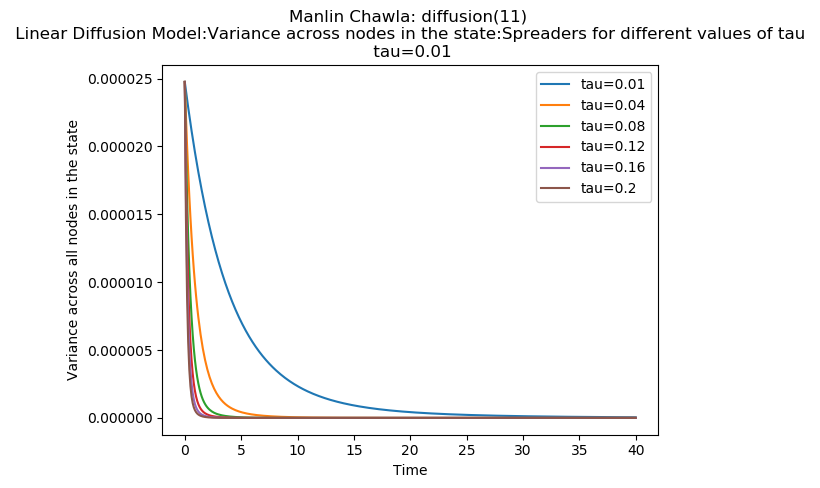 Manlin Chawla: diffusion(11)
Linear Diffusion Model:Variance across nodes in the state:Spreaders for different values of tau
tau=0.01
0.000025
0.000020
0.000015
0.000010
0.000005
0.000000
Variance across all nodes in the state
tau=0.01
tau=0.04
tau=0.08
tau=0.12
tau=0.16
tau=0.2
0 5 10 15 20 25 30 35 40
Time